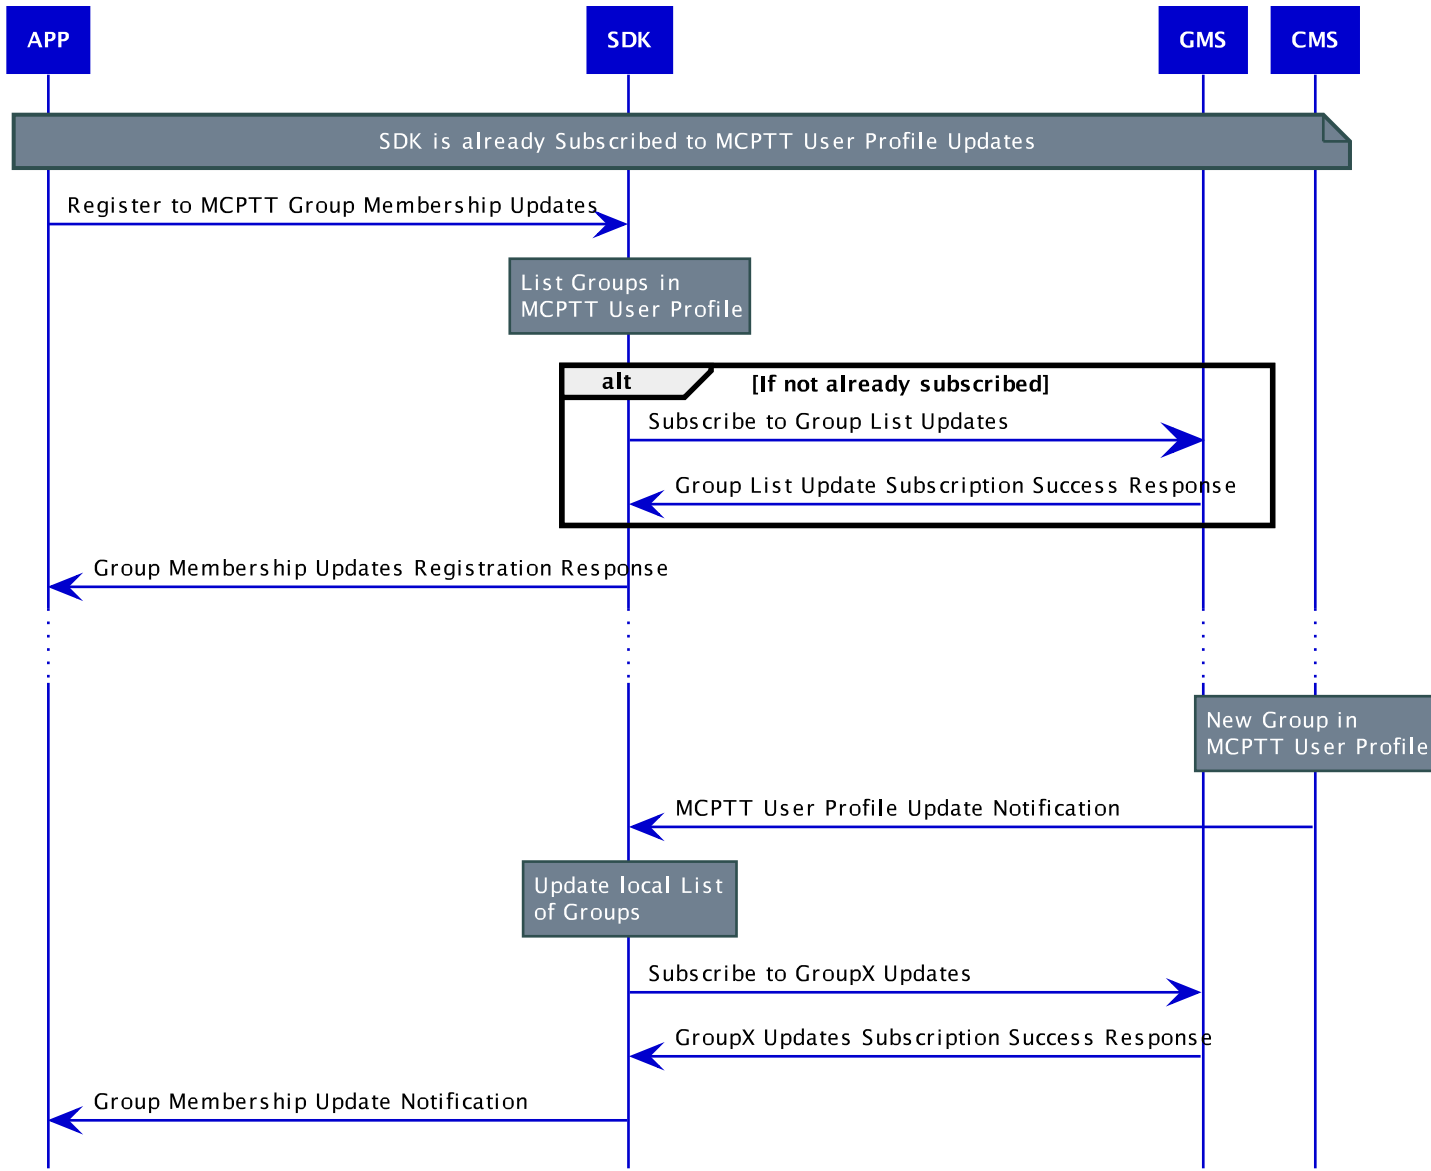 APP
SDK
GMS
CMS
SDK is already Subscribed to MCPTT User Profile Updates
Register to MCPTT Group Membership Updates
List Groups in
MCPTT User Profile
alt
[If not already subscribed]
Subscribe to Group List Updates
Group List Update Subscription Success Response
Group Membership Updates Registration Response
New Group in
MCPTT User Profile
MCPTT User Profile Update Notification
Update local List
of Groups
Subscribe to GroupX Updates
GroupX Updates Subscription Success Response
Group Membership Update Notification